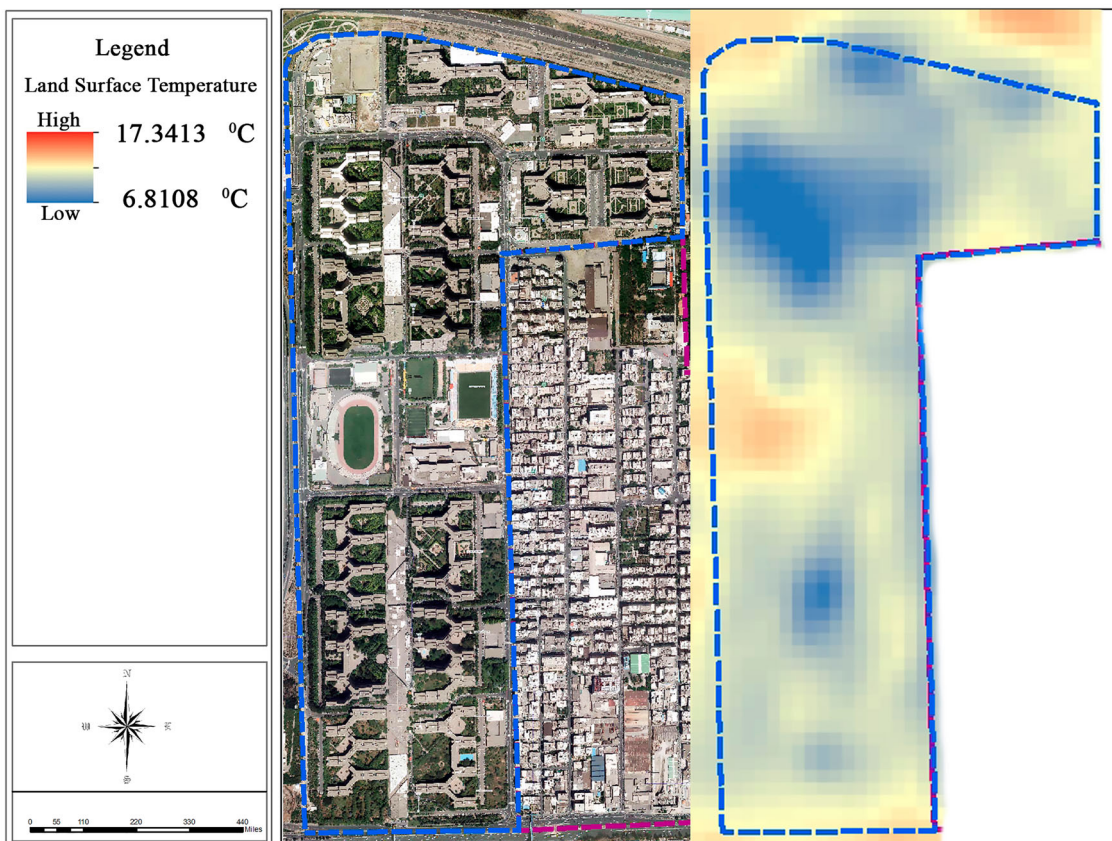 Legend
Land Surface Temperature
High
17.3413 ⁰C
6.8108 ⁰C
Low
N
0 55 110 220 330 440
Miles